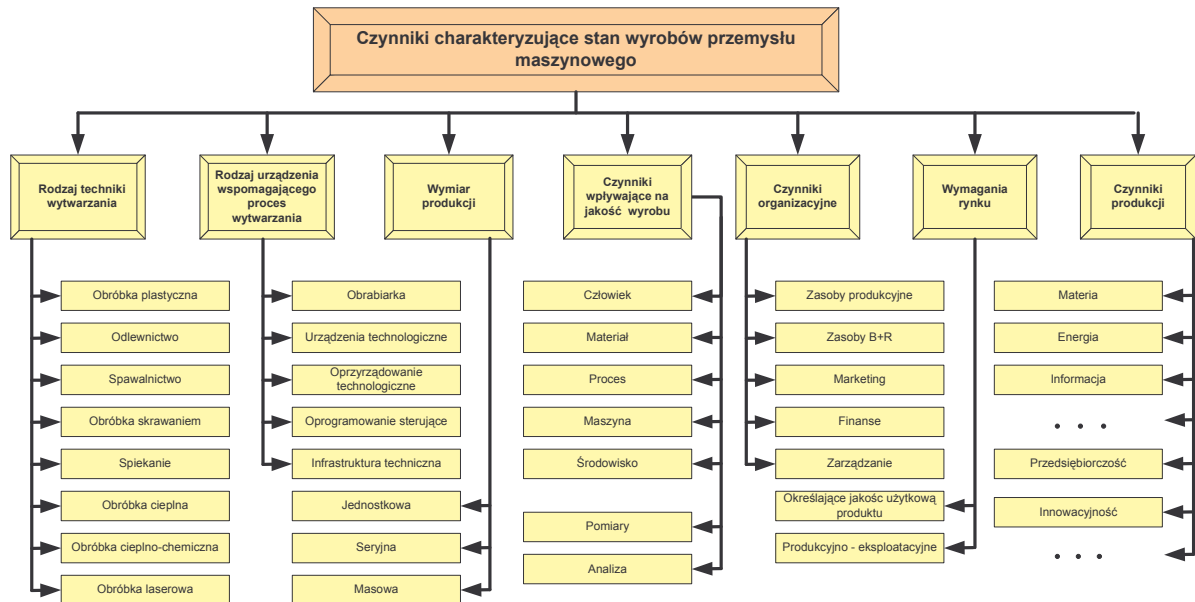 Czynniki charakteryzujące stan wyrobów przemysłu
maszynowego
Rodzaj techniki
wytwarzania
Rodzaj urządzenia
wspomagającego
proces
wytwarzania
Wymiar
produkcji
Czynniki
wpływające na
jakość wyrobu
Czynniki
organizacyjne
Wymagania
rynku
Czynniki
produkcji
Obróbka plastyczna
Odlewnictwo
Spawalnictwo
Obróbka skrawaniem
Spiekanie
Obróbka cieplna
Obróbka cieplno-chemiczna
Obróbka laserowa
Obrabiarka
Urządzenia technologiczne
Oprzyrządowanie
technologiczne
Oprogramowanie sterujące
Infrastruktura techniczna
Jednostkowa
Seryjna
Masowa
Człowiek
Materiał
Proces
Maszyna
Środowisko
Pomiary
Analiza
Zasoby produkcyjne
Zasoby B+R
Marketing
Finanse
Zarządzanie
Określające jakośc użytkową
produktu
Produkcyjno - eksploatacyjne
Materia
Energia
Informacja
. . .
Przedsiębiorczość
Innowacyjność
. . .